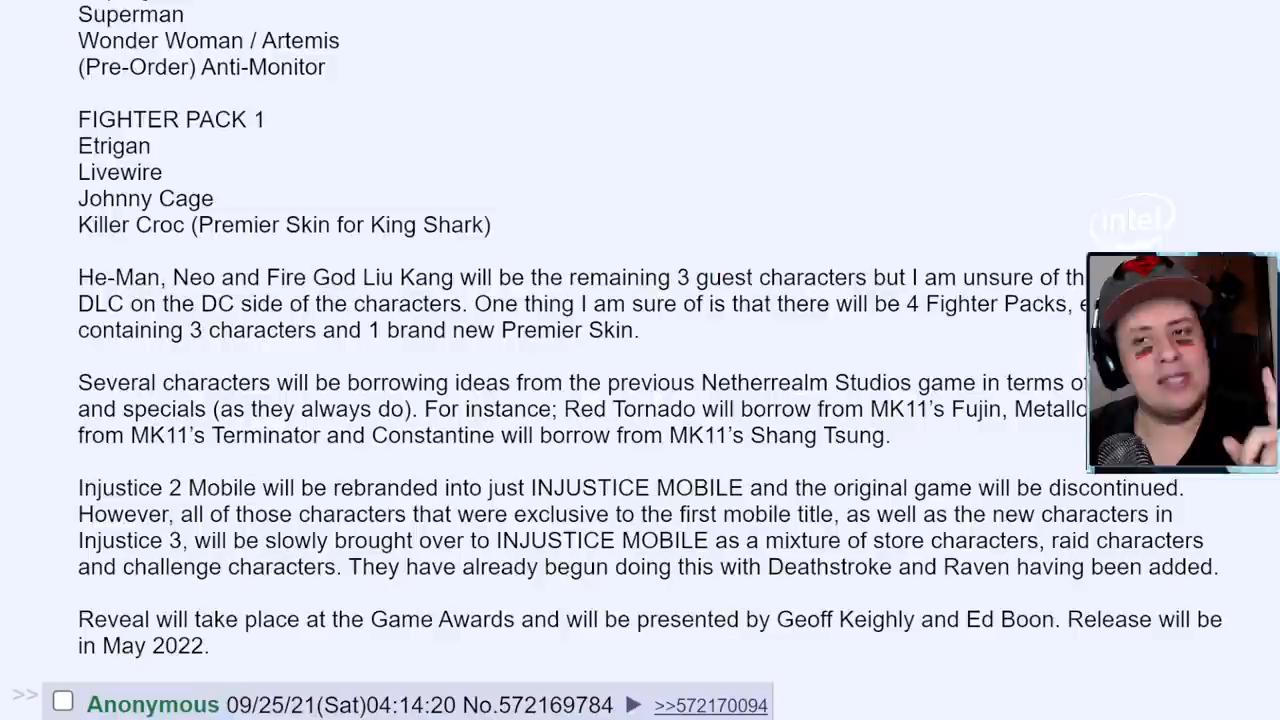 Superman
Wonder Woman / Artemis
(Pre-Order) Anti-Monitor
FIGHTER PACK 1
Etrigan
Livewire
Johnny Cage
Killer Croc (Premier Skin for King Shark)
intel
He-Man, Neo and Fire God Liu Kang will be the remaining 3 guest characters but I am unsure of
DLC on the DC side of the characters. One thing I am sure of is that there will be 4 Fighter Packs,
containing 3 characters and 1 brand new Premier Skin.
Several characters will be borrowing ideas from the previous Netherrealm Studios game in terms of
and specials (as they always do). For instance; Red Tornado will borrow from MK11's Fujin,
from MK11's Terminator and Constantine will borrow from MK11's Shang Tsung.
Injustice 2 Mobile will be rebranded into just INJUSTICE MOBILE and the original game will be discontinued.
However, all of those characters that were exclusive to the first mobile title, as well as the new characters in
Injustice 3, will be slowly brought over to INJUSTICE MOBILE as a mixture of store characters, raid characters
and challenge characters. They have already begun doing this with Deathstroke and Raven having been added.
Reveal will take place at the Game Awards and will be presented by Geoff Keighly and Ed Boon. Release will be
in May 2022.
>> Anonymous 09/25/21(Sat)04:14:20 No.572169784 ▶ >>572170094